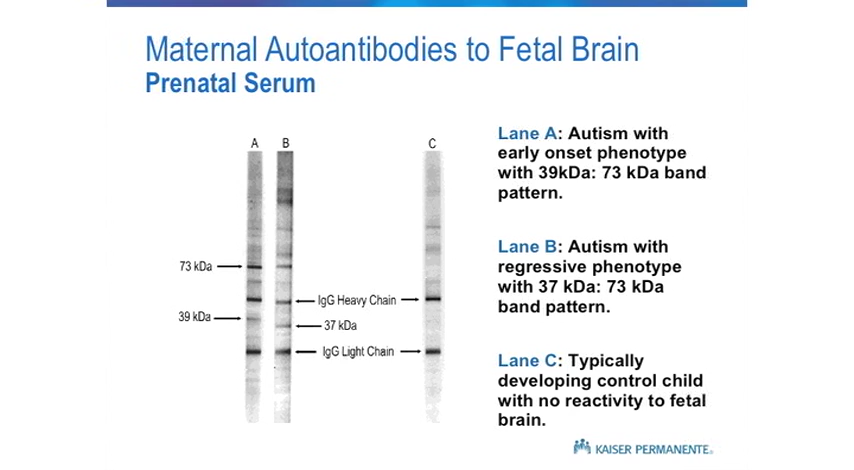 Maternal Autoantibodies to Fetal Brain
Prenatal Serum
A B C
73 kDa
IgG Heavy Chain
39 kDa
37 kDa
IgG Light Chain
Lane A: Autism with
early onset phenotype
with 39kDa: 73 kDa band
pattern.
Lane B: Autism with
regressive phenotype
with 37 kDa: 73 kDa
band pattern.
Lane C: Typically
developing control child
with no reactivity to fetal
brain.
KAISER PERMANENTE®